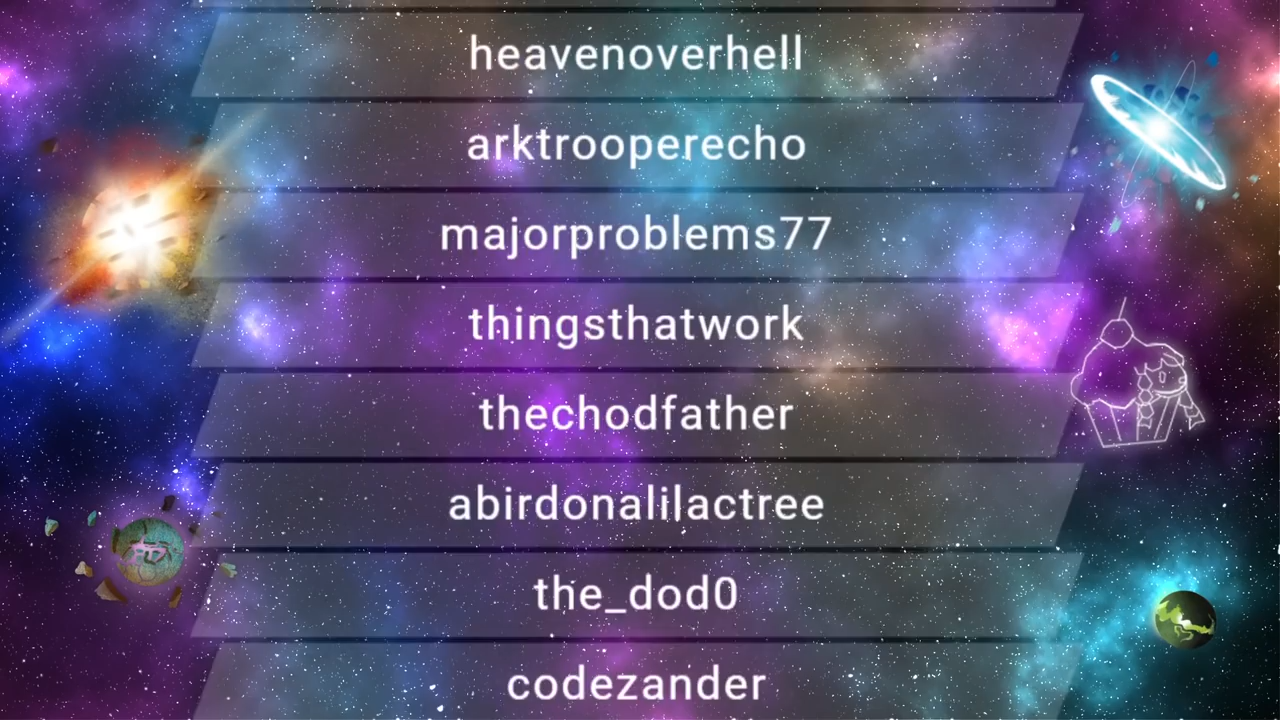 heavenoverhell
arktrooperecho
majorproblems77
thingsthatwork
thechodfather
abirdonalilactree
the_dod0
codezander